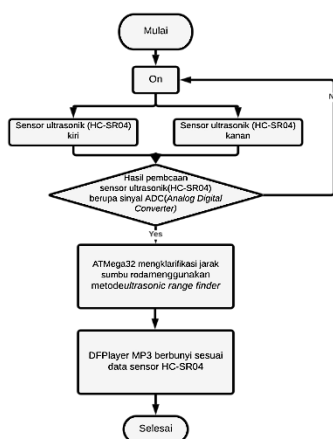 Mulai
On
N
Sensor ultrasonik (HC-SR04)
kiri
Sensor ultrasonik (HC-SR04)
kanan
Hasil pembcaan
sensor ultrasonik(HC-SR04)
berupa sinyal ADC(Analog Digital
Converter)
Yes
ATMega32 mengklarifikasi jarak
sumbu rodamenggunakan
metodeultrasonic range finder
DFPlayer MP3 berbunyi sesuai
data sensor HC-SR04
Selesai